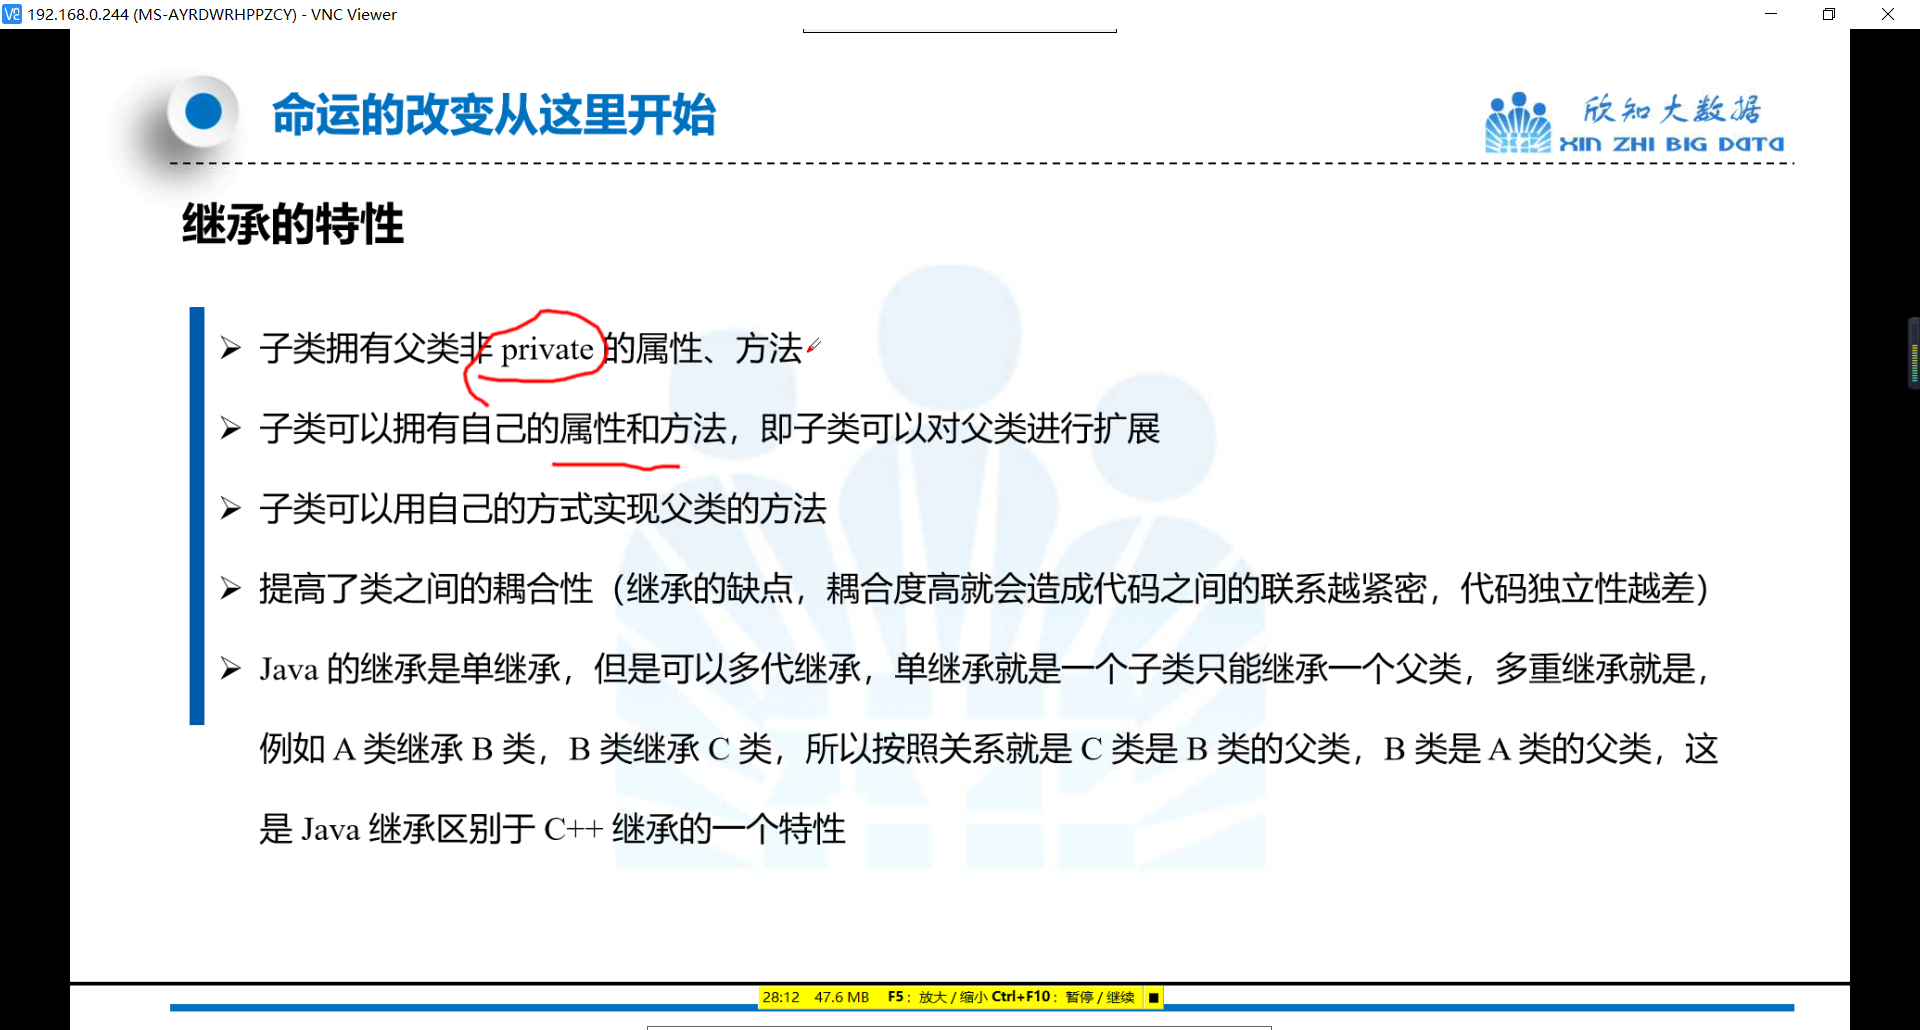 192.168.0.244 (MS-AYRDWRHPPZCY) - VNC Viewer
命运的改变从这里开始
欣知大数据
XIN ZHI BIG DATA
继承的特性
子类拥有父类非 private 的属性、方法
子类可以拥有自己的属性和方法，即子类可以对父类进行扩展
子类可以用自己的方式实现父类的方法
提高了类之间的耦合性（继承的缺点，耦合度高就会造成代码之间的联系越紧密，代码独立性越差）
Java 的继承是单继承，但是可以多代继承，单继承就是一个子类只能继承一个父类，多重继承就是，
例如 A 类继承 B 类，B 类继承 C 类，所以按照关系就是 C 类是 B 类的父类，B 类是 A 类的父类，这
是 Java 继承区别于 C++ 继承的一个特性
28:12 47.6 MB F5：放大 / 缩小 Ctrl+F10：暂停 / 继续